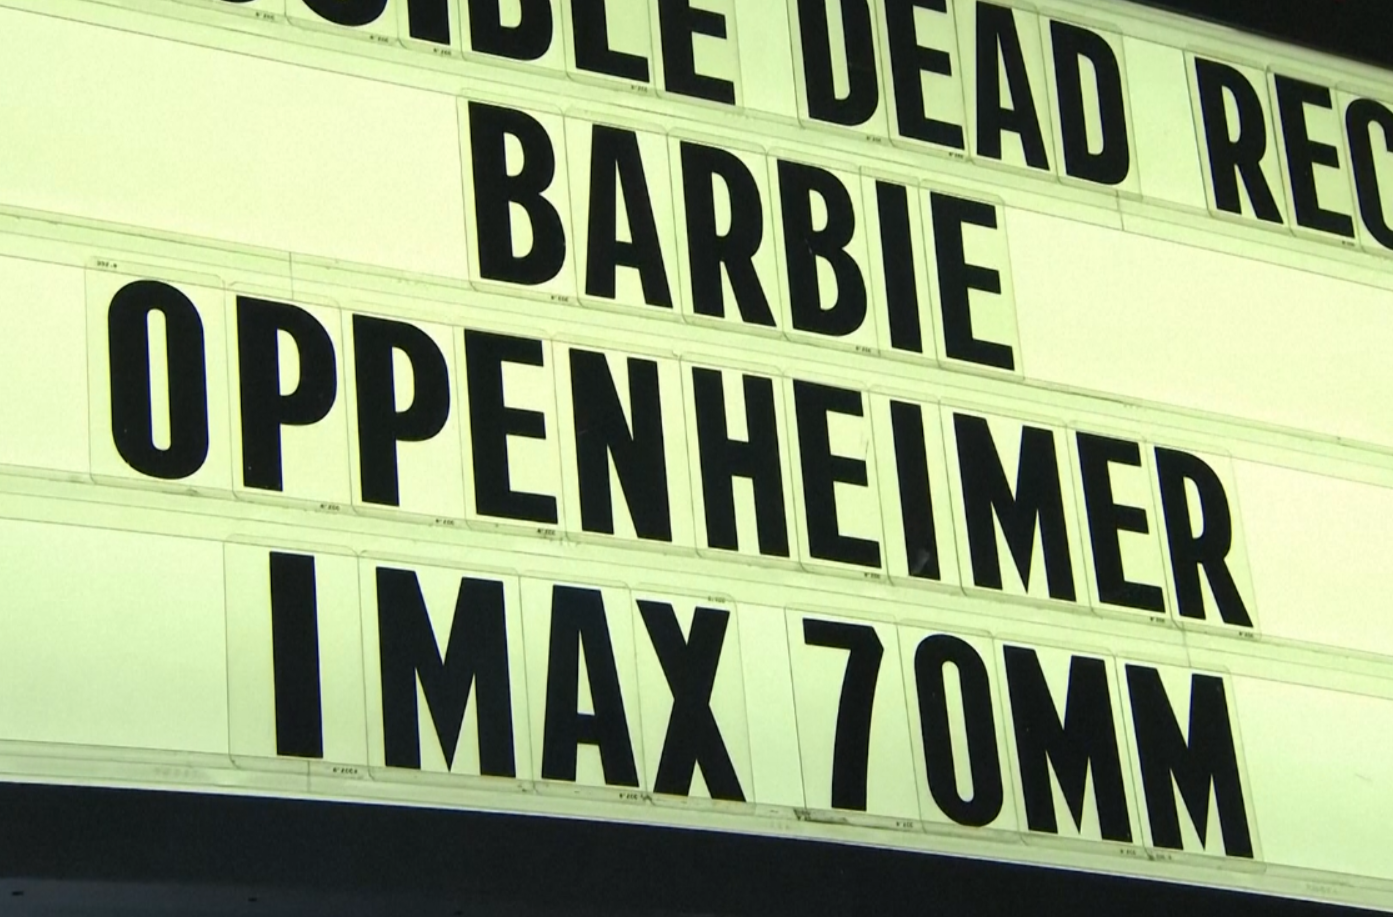 DEAD
BARBIE
OPPENHEIMER
IMAX 70MM